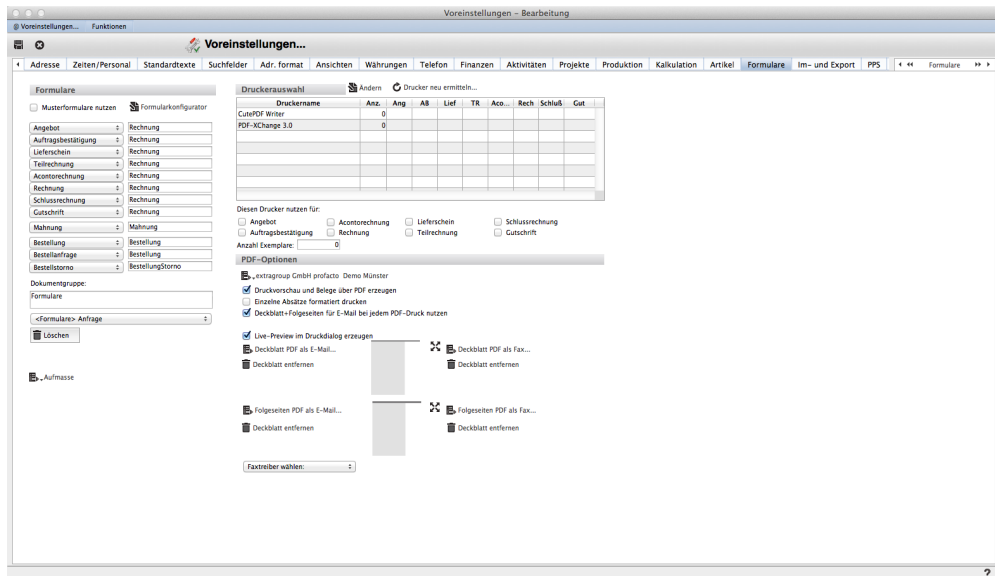 Voreinstellungen – Bearbeitung
Voreinstellungen... Funktionen
Voreinstellungen...
Adresse Zeiten/Personal Standardtexte Suchfelder Adr. format Ansichten Währungen Telefon Finanzen Aktivitäten Projekte Produktion Kalkulation Artikel Formulare Im- und Export PPS Formulare
Formulare
Musterformulare nutzen Formularkonfigurator
Angebot Rechnung
Auftragsbestätigung Rechnung
Lieferschein Rechnung
Teilrechnung Rechnung
Acontorechnung Rechnung
Rechnung Rechnung
Schlussrechnung Rechnung
Gutschrift Rechnung
Mahnung Mahnung
Bestellung Bestellung
Bestellanfrage Bestellung
Bestellstorno BestellungStorno
Dokumentgruppe:
Formulare
<Formulare> Anfrage
Löschen
Aufmasse
Druckerauswahl Ändern Drucker neu ermitteln...
Druckername Anz. Ang AB Lief TR Aco... Rech Schluß Gut
CutePDF Writer 0
PDF-XChange 3.0 0
Diesen Drucker nutzen für:
Angebot Acontorechnung Lieferschein Schlussrechnung
Auftragsbestätigung Rechnung Teilrechnung Gutschrift
Anzahl Exemplare: 0
PDF-Optionen
extragroup GmbH profacto Demo Münster
Druckvorschau und Belege über PDF erzeugen
Einzelne Absätze formatiert drucken
Deckblatt+Folgeseiten für E-Mail bei jedem PDF-Druck nutzen
Live-Preview im Druckdialog erzeugen
Deckblatt PDF als E-Mail... Deckblatt PDF als Fax...
Deckblatt entfernen Deckblatt entfernen
Folgeseiten PDF als E-Mail... Folgeseiten PDF als Fax...
Deckblatt entfernen Deckblatt entfernen
Faxtreiber wählen:
?